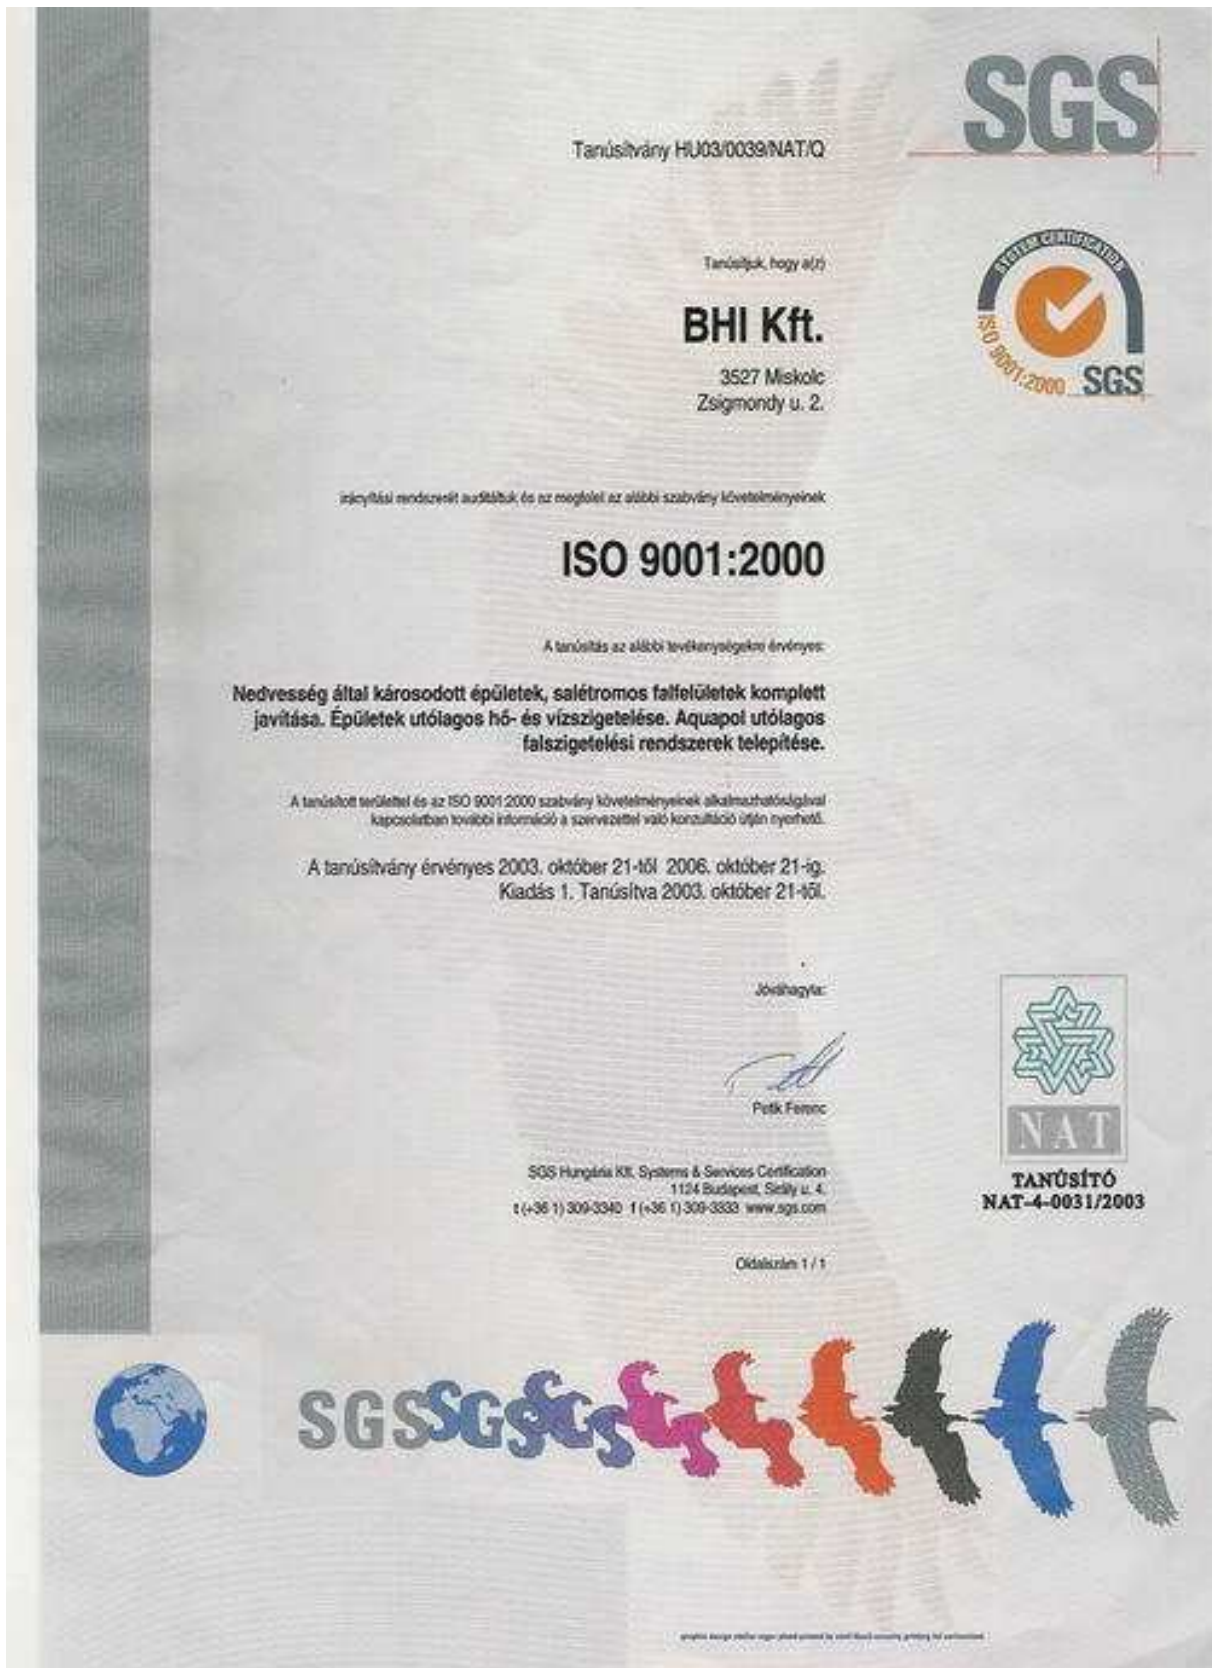 SGS
Tanúsítvány HU03/0039/NAT/Q
SYSTEM CERTIFICATION
ISO 9001:2000
SGS
Tanúsítjuk, hogy a(z)
BHI Kft.
3527 Miskolc
Zsigmondy u. 2.
irányítási rendszerét auditáltuk és az megfelel az alábbi szabvány követelményeinek
ISO 9001:2000
A tanúsítás az alábbi tevékenységekre érvényes:
Nedvesség által károsodott épületek, salétromos falfelületek komplett
javítása. Épületek utólagos hő- és vízszigetelése. Aquapol utólagos
falszigetelési rendszerek telepítése.
A tanúsított területtel és az ISO 9001:2000 szabvány követelményeinek alkalmazhatóságával
kapcsolatban további információ a szervezettel való konzultáció útján nyerhető.
A tanúsítvány érvényes 2003. október 21-től 2006. október 21-ig.
Kiadás 1. Tanúsítva 2003. október 21-től.
Jóváhagyta:
Petik Ferenc
SGS Hungária Kft. Systems & Services Certification
1124 Budapest, Sirály u. 4.
t (+36 1) 309-3340 f (+36 1) 309-3333 www.sgs.com
Oldalszám 1 / 1
NAT
TANÚSÍTÓ
NAT-4-0031/2003
SGS SGS SGS